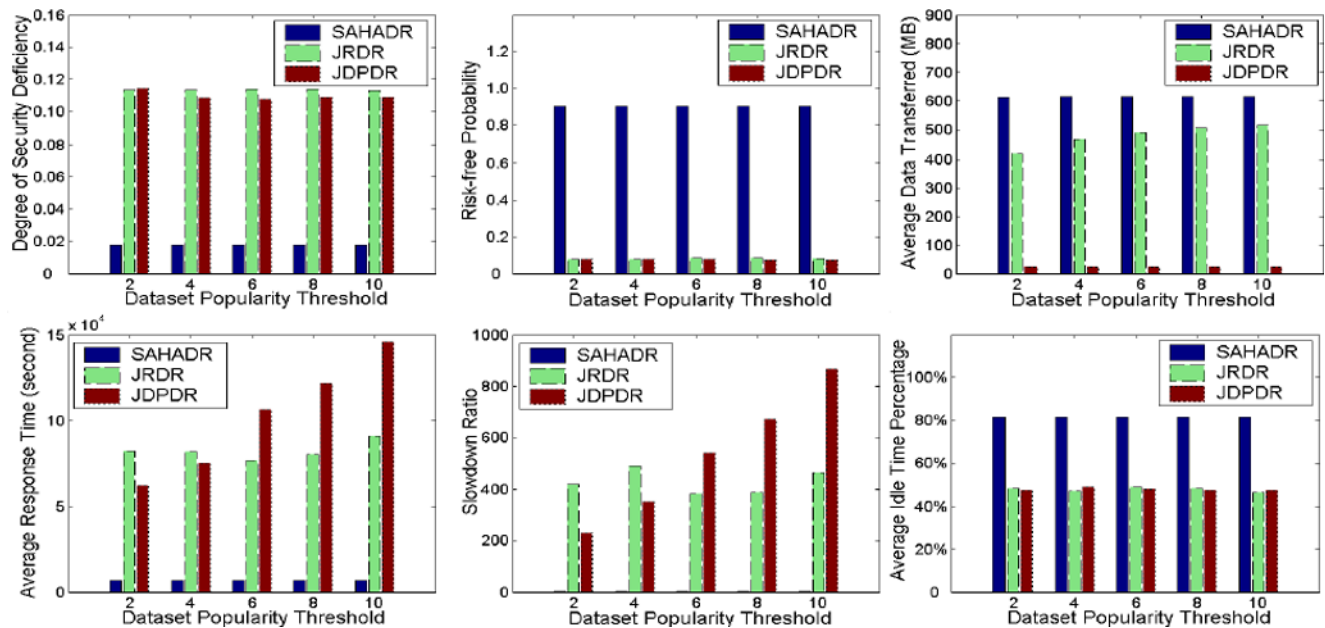 Degree of Security Deficiency
0.16
0.14
0.12
0.10
0.08
0.06
0.04
0.02
0
SAHADR
JRDR
JDPDR
2 4 6 8 10
Dataset Popularity Threshold
Risk-free Probability
1.2
1.0
0.8
0.6
0.4
0.2
0
SAHADR
JRDR
JDPDR
2 4 6 8 10
Dataset Popularity Threshold
Average Data Transferred (MB)
900
800
700
600
500
400
300
200
100
0
SAHADR
JRDR
JDPDR
2 4 6 8 10
Dataset Popularity Threshold
Average Response Time (second)
× 10^4
15
10
5
0
SAHADR
JRDR
JDPDR
2 4 6 8 10
Dataset Popularity Threshold
Slowdown Ratio
1000
800
600
400
200
0
SAHADR
JRDR
JDPDR
2 4 6 8 10
Dataset Popularity Threshold
Average Idle Time Percentage
100%
80%
60%
40%
20%
0
SAHADR
JRDR
JDPDR
2 4 6 8 10
Dataset Popularity Threshold